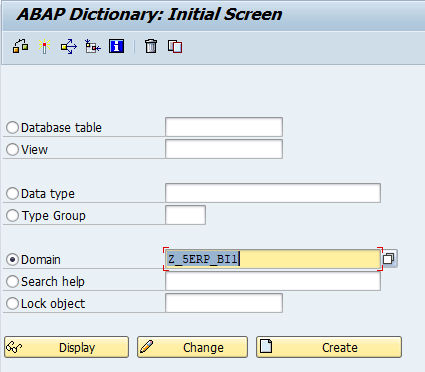 ABAP Dictionary: Initial Screen
Database table
View
Data type
Type Group
Domain Z_5ERP_BI1
Search help
Lock object
Display Change Create